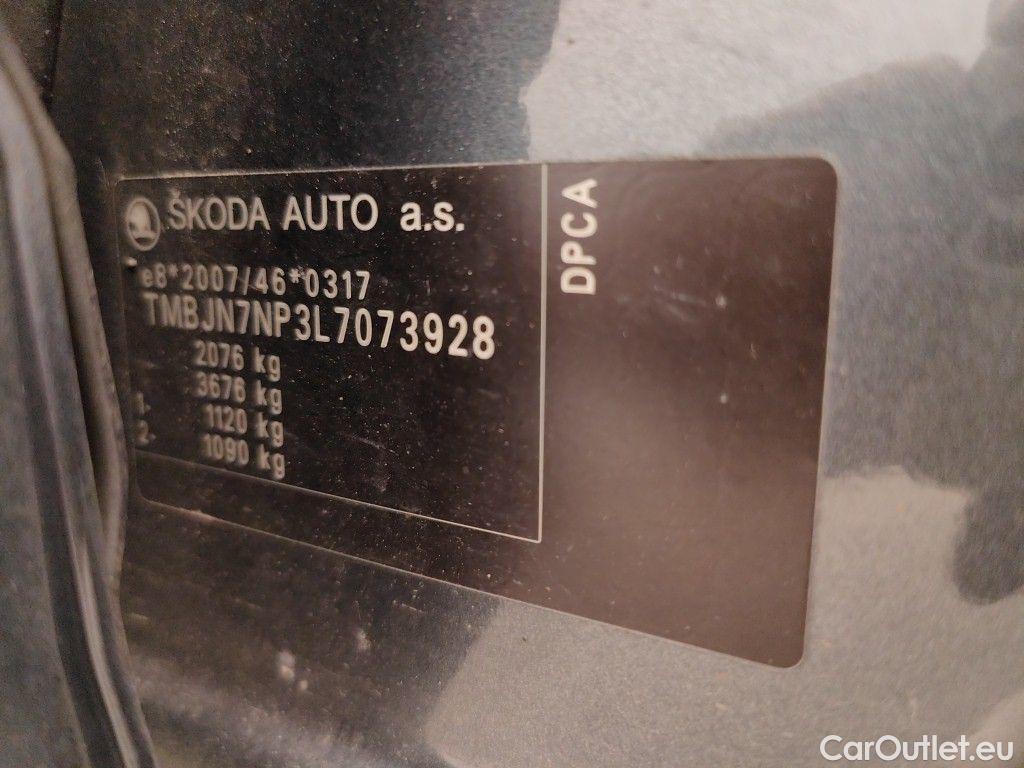 ŠKODA AUTO a.s.
e8*2007/46*0317
TMBJN7NP3L7073928
2076 kg
3676 kg
1- 1120 kg
2- 1090 kg
DPCA
CarOutlet.eu